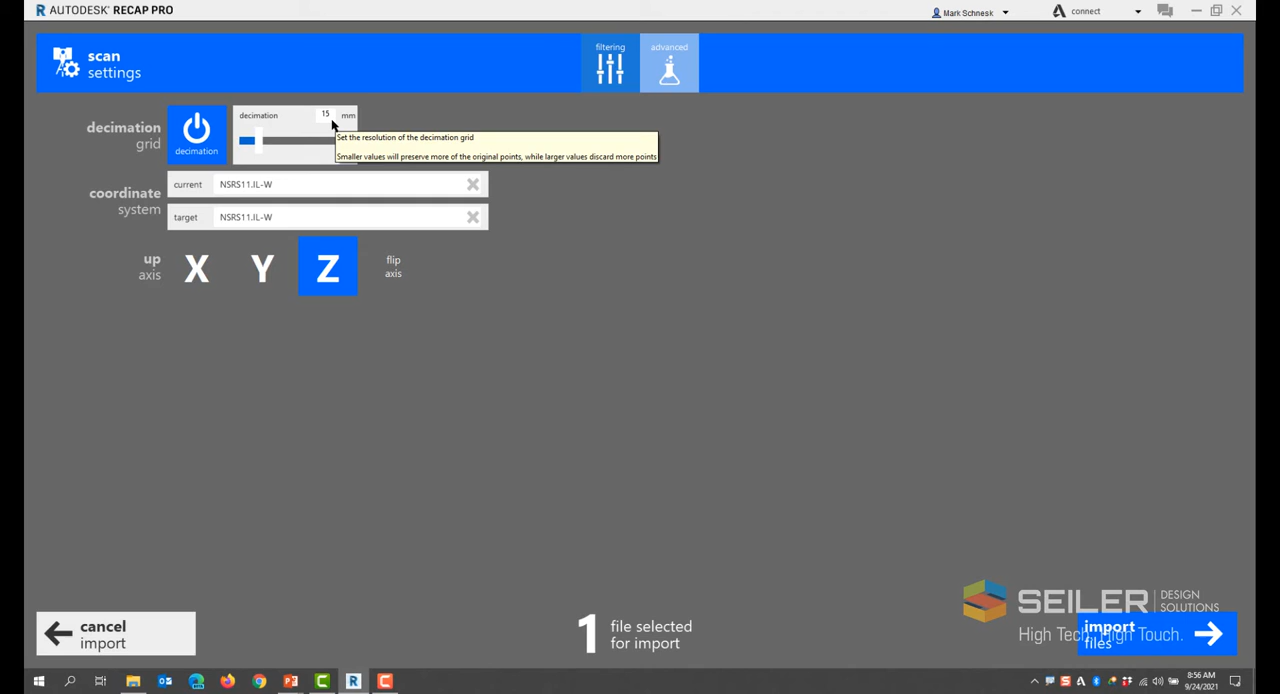 AUTODESK RECAP PRO
Mark Schnesk
connect
scan
settings
filtering
advanced
decimation
grid
decimation
decimation
15
mm
Set the resolution of the decimation grid
Smaller values will preserve more of the original points, while larger values discard more points
coordinate
system
current
NSRS11.IL-W
target
NSRS11.IL-W
up
axis
X
Y
Z
flip
axis
cancel
import
1
file selected
for import
SEILER
DESIGN
SOLUTIONS
High Tech. High Touch.
import
files
8:56 AM
9/24/2021